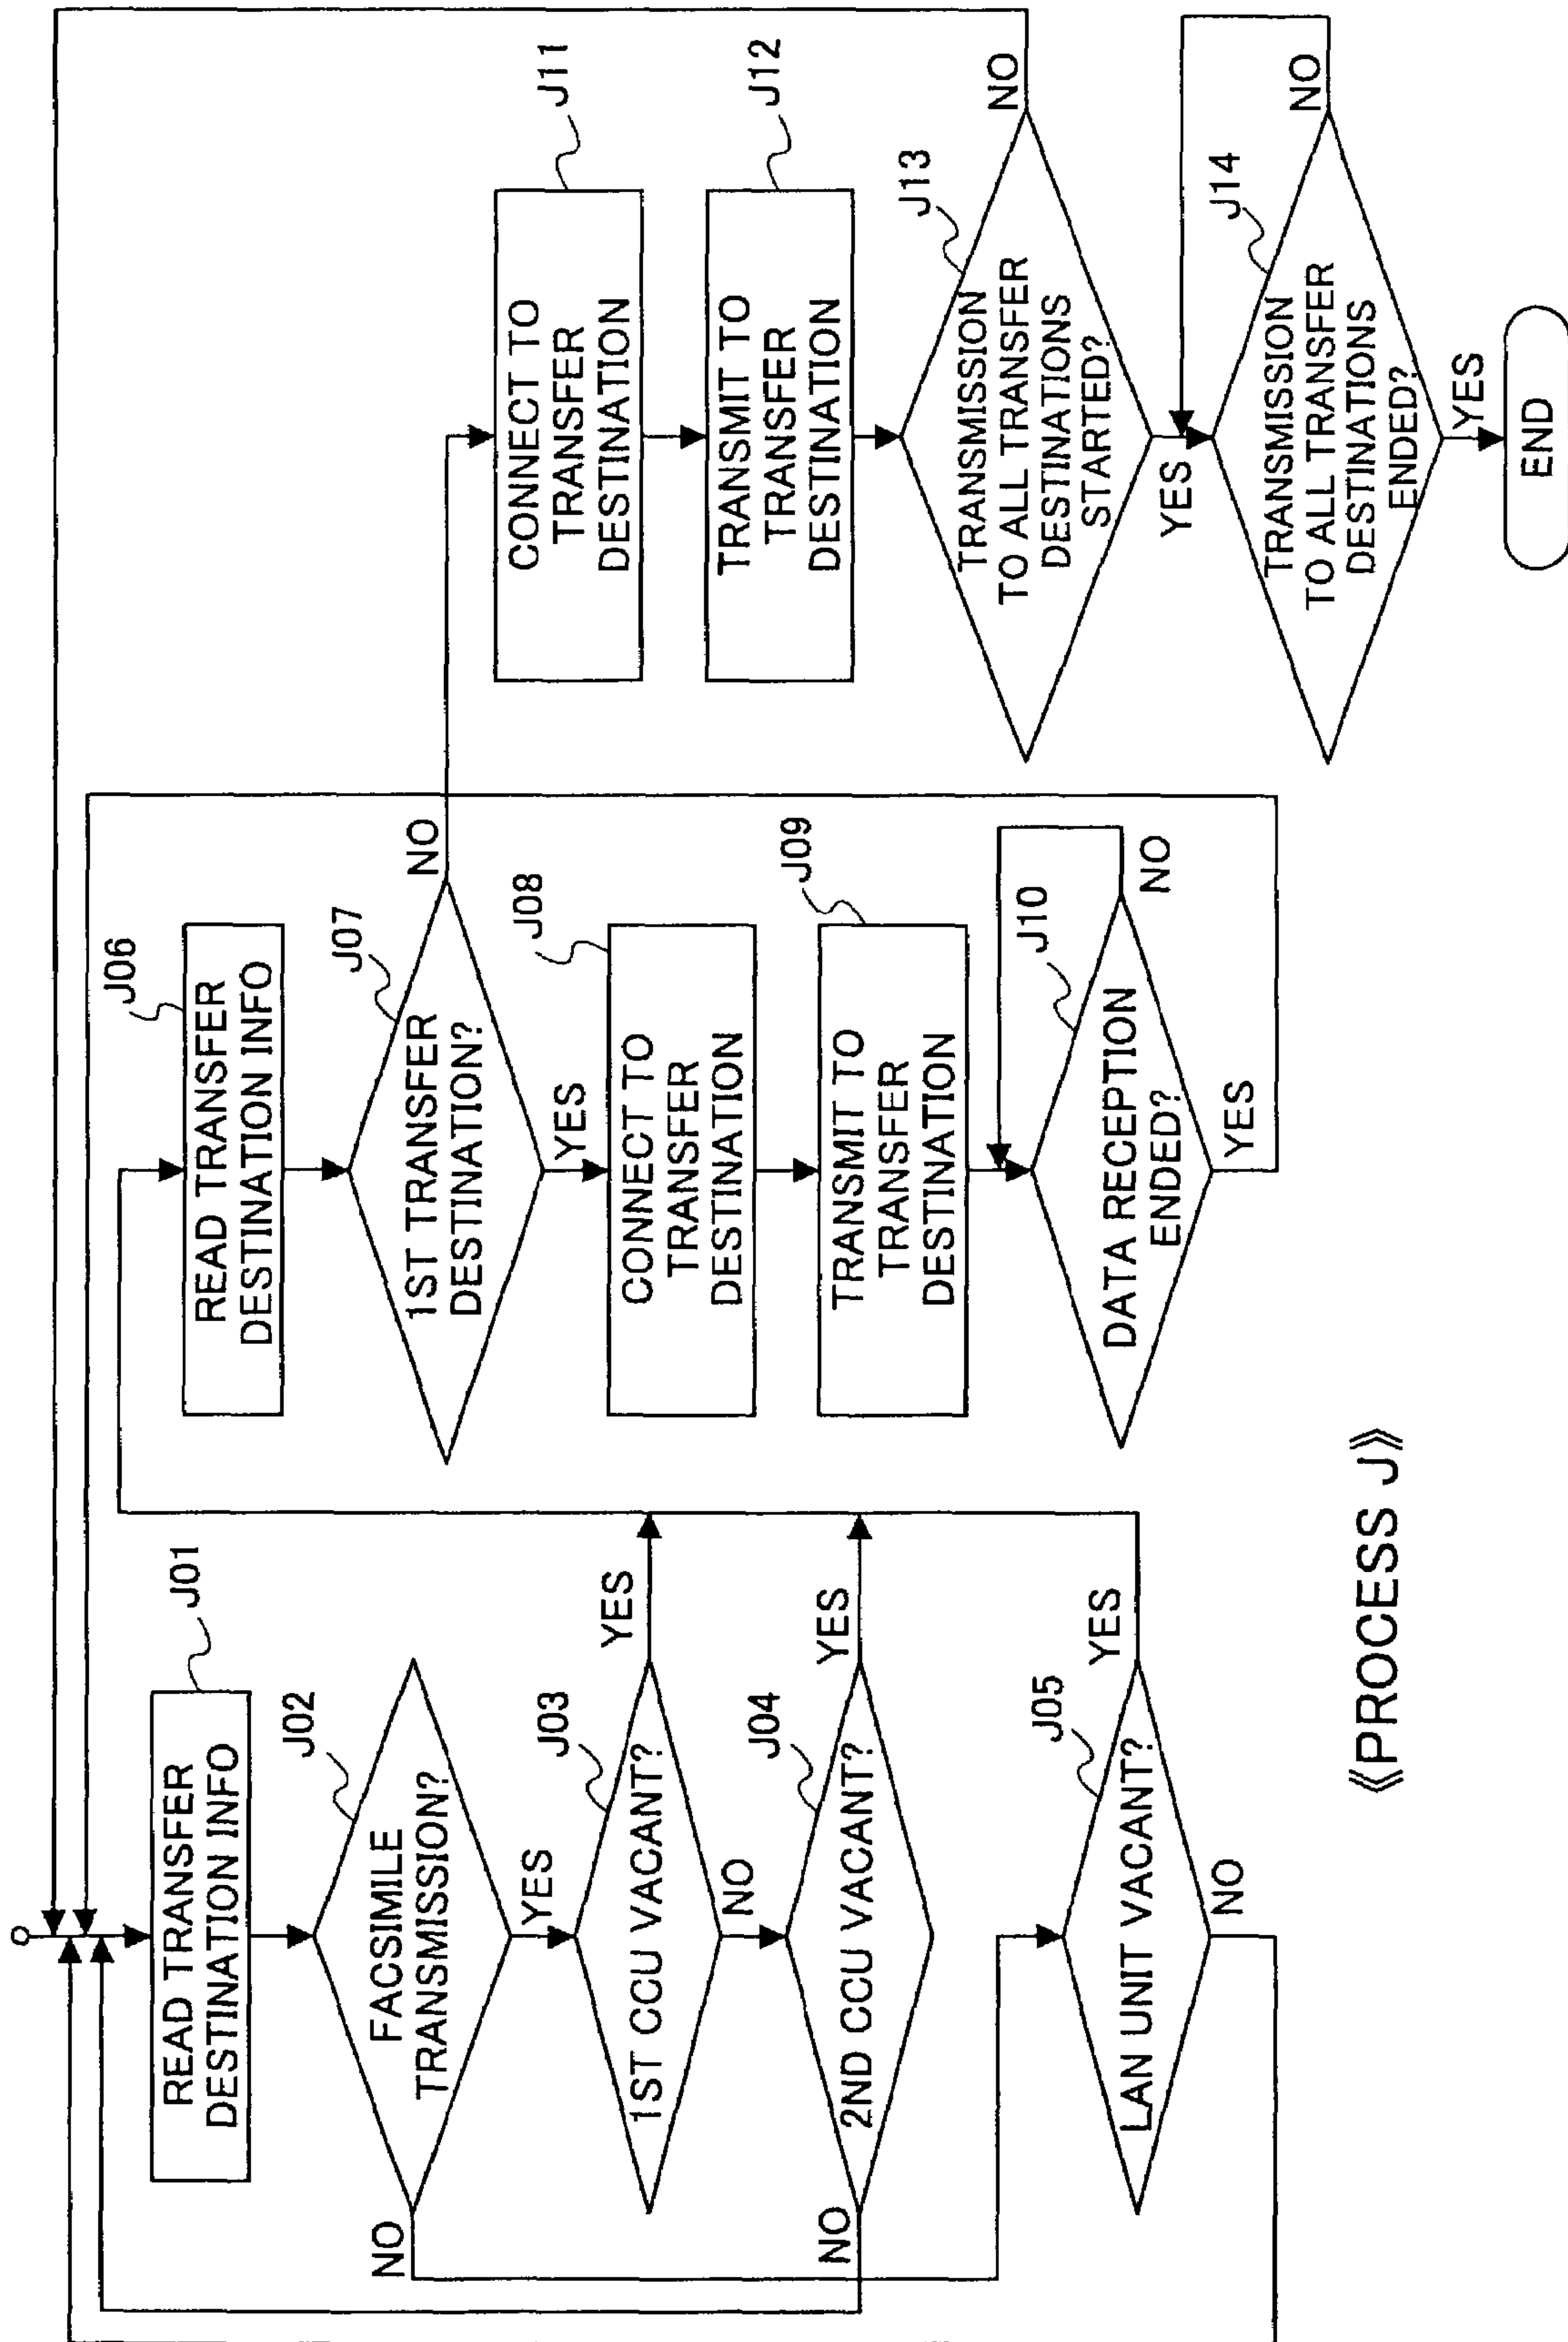 READ TRANSFER
DESTINATION INFO
J01
FACSIMILE
TRANSMISSION?
J02
NO
YES
1ST CCU VACANT?
J03
YES
NO
2ND CCU VACANT?
J04
YES
NO
LAN UNIT VACANT?
J05
YES
NO
READ TRANSFER
DESTINATION INFO
J06
1ST TRANSFER
DESTINATION?
J07
NO
YES
CONNECT TO
TRANSFER
DESTINATION
J08
TRANSMIT TO
TRANSFER
DESTINATION
J09
DATA RECEPTION
ENDED?
J10
NO
YES
CONNECT TO
TRANSFER
DESTINATION
J11
TRANSMIT TO
TRANSFER
DESTINATION
J12
TRANSMISSION
TO ALL TRANSFER
DESTINATIONS
STARTED?
J13
NO
YES
TRANSMISSION
TO ALL TRANSFER
DESTINATIONS
ENDED?
J14
NO
YES
END
《PROCESS J》